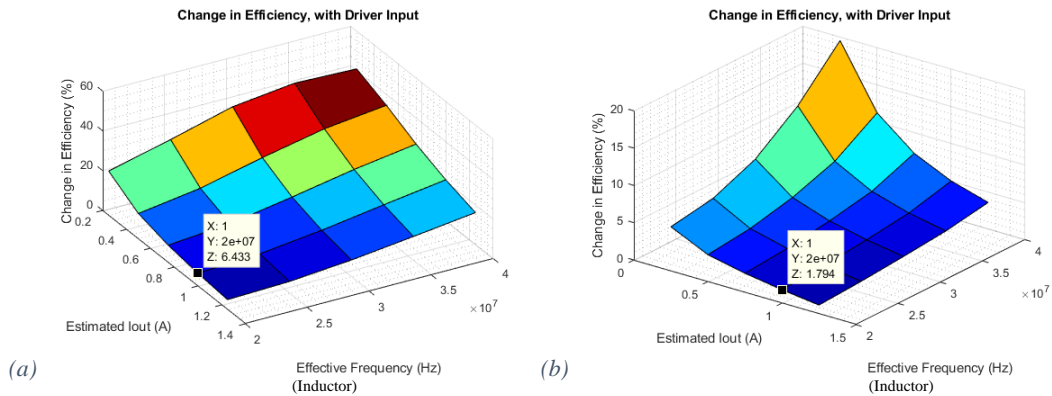 Change in Efficiency, with Driver Input
Change in Efficiency (%)
60
40
20
0
0.2
0.4
0.6
0.8
1
1.2
1.4
2
2.5
3
3.5
4
×10⁷
X: 1
Y: 2e+07
Z: 6.433
Estimated Iout (A)
Effective Frequency (Hz)
(Inductor)
(a)
Change in Efficiency, with Driver Input
Change in Efficiency (%)
20
15
10
5
0
0
0.5
1
1.5
2
2.5
3
3.5
4
×10⁷
X: 1
Y: 2e+07
Z: 1.794
Estimated Iout (A)
Effective Frequency (Hz)
(Inductor)
(b)